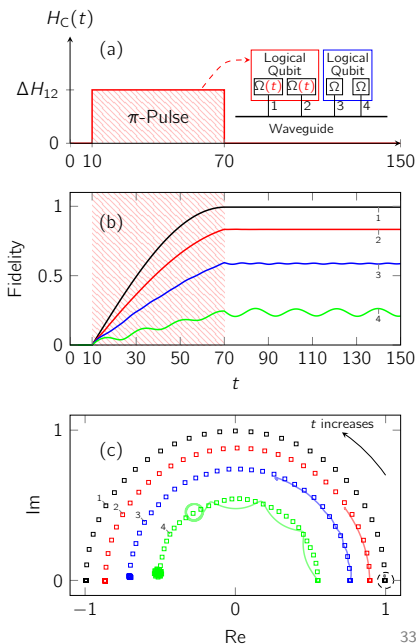 H_C(t)
(a)
Logical Qubit
Logical Qubit
Ω(t) Ω(t) Ω Ω
1 2 3 4
Waveguide
ΔH_12
π-Pulse
0
0 10 70 150
(b)
1
0.5
0
Fidelity
1
2
3
4
0 10 30 50 70 90 110 130 150
t
(c)
t increases
1
0
Im
1
2
3
4
−1 0 1
Re
33